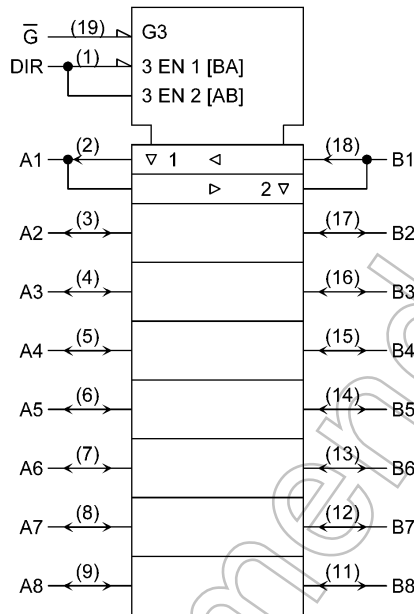 G̅ (19) G3
DIR (1) 3 EN 1 [BA]
3 EN 2 [AB]
A1 (2) ▽ 1 ◁ (18) B1
▷ 2 ▽
A2 (3) (17) B2
A3 (4) (16) B3
A4 (5) (15) B4
A5 (6) (14) B5
A6 (7) (13) B6
A7 (8) (12) B7
A8 (9) (11) B8